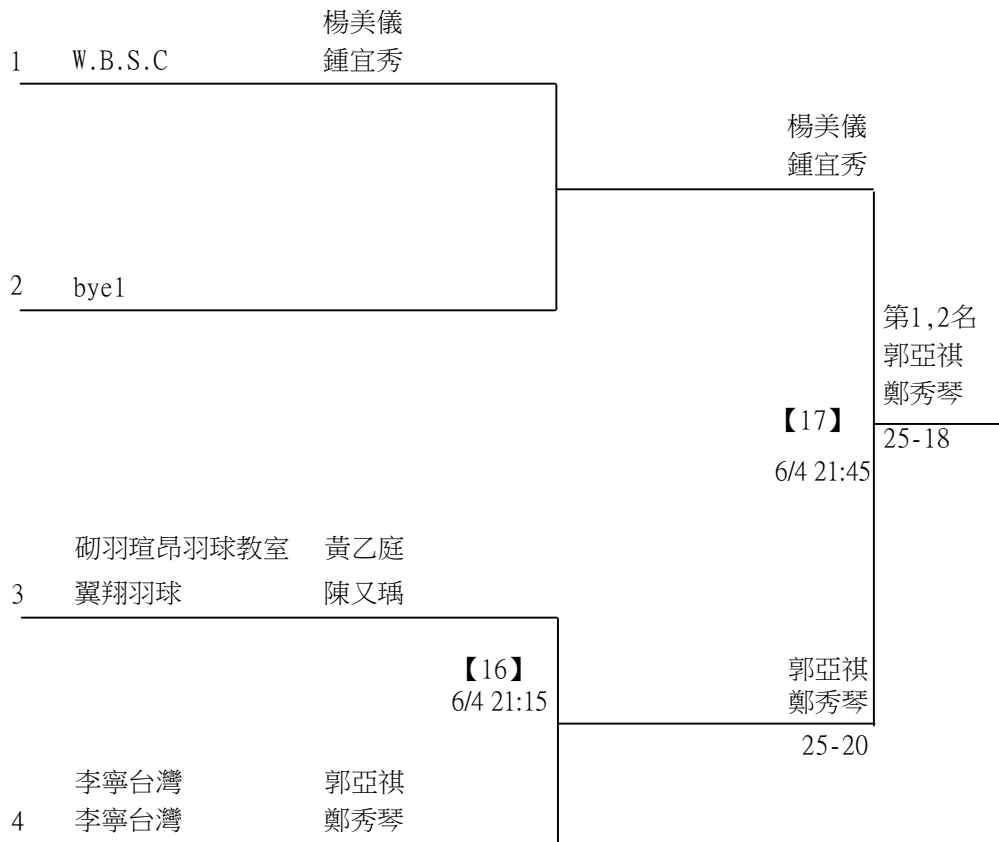 楊美儀
1 W.B.S.C 鍾宜秀
楊美儀
鍾宜秀
2 bye1
第1,2名
郭亞祺
鄭秀琴
【17】
25-18
6/4 21:45
砌羽瑄昂羽球教室 黃乙庭
3 翼翔羽球 陳又瑀
【16】
6/4 21:15
郭亞祺
鄭秀琴
25-20
李寧台灣 郭亞祺
4 李寧台灣 鄭秀琴